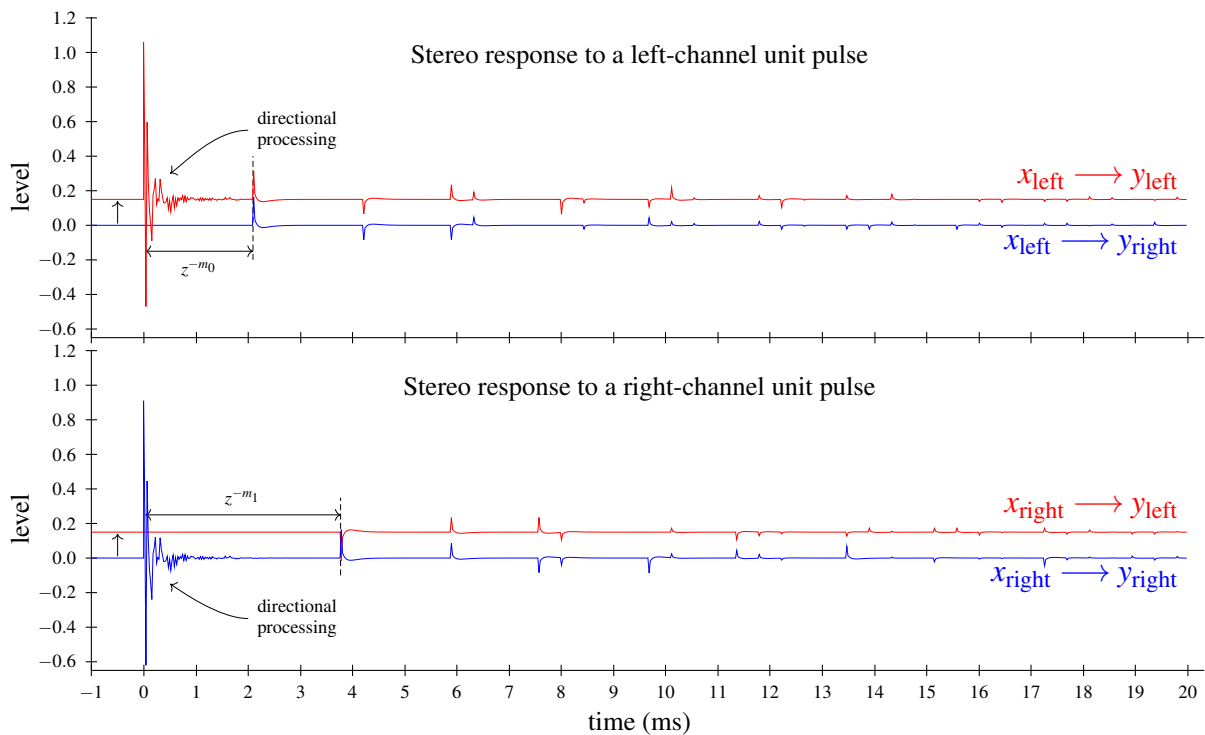 Stereo response to a left-channel unit pulse
level
1.2
1.0
0.8
0.6
0.4
0.2
0.0
−0.2
−0.4
−0.6
directional
processing
z^{−m_0}
x_left ⟶ y_left
x_left ⟶ y_right
Stereo response to a right-channel unit pulse
level
1.2
1.0
0.8
0.6
0.4
0.2
0.0
−0.2
−0.4
−0.6
z^{−m_1}
directional
processing
x_right ⟶ y_left
x_right ⟶ y_right
−1 0 1 2 3 4 5 6 7 8 9 10 11 12 13 14 15 16 17 18 19 20
time (ms)